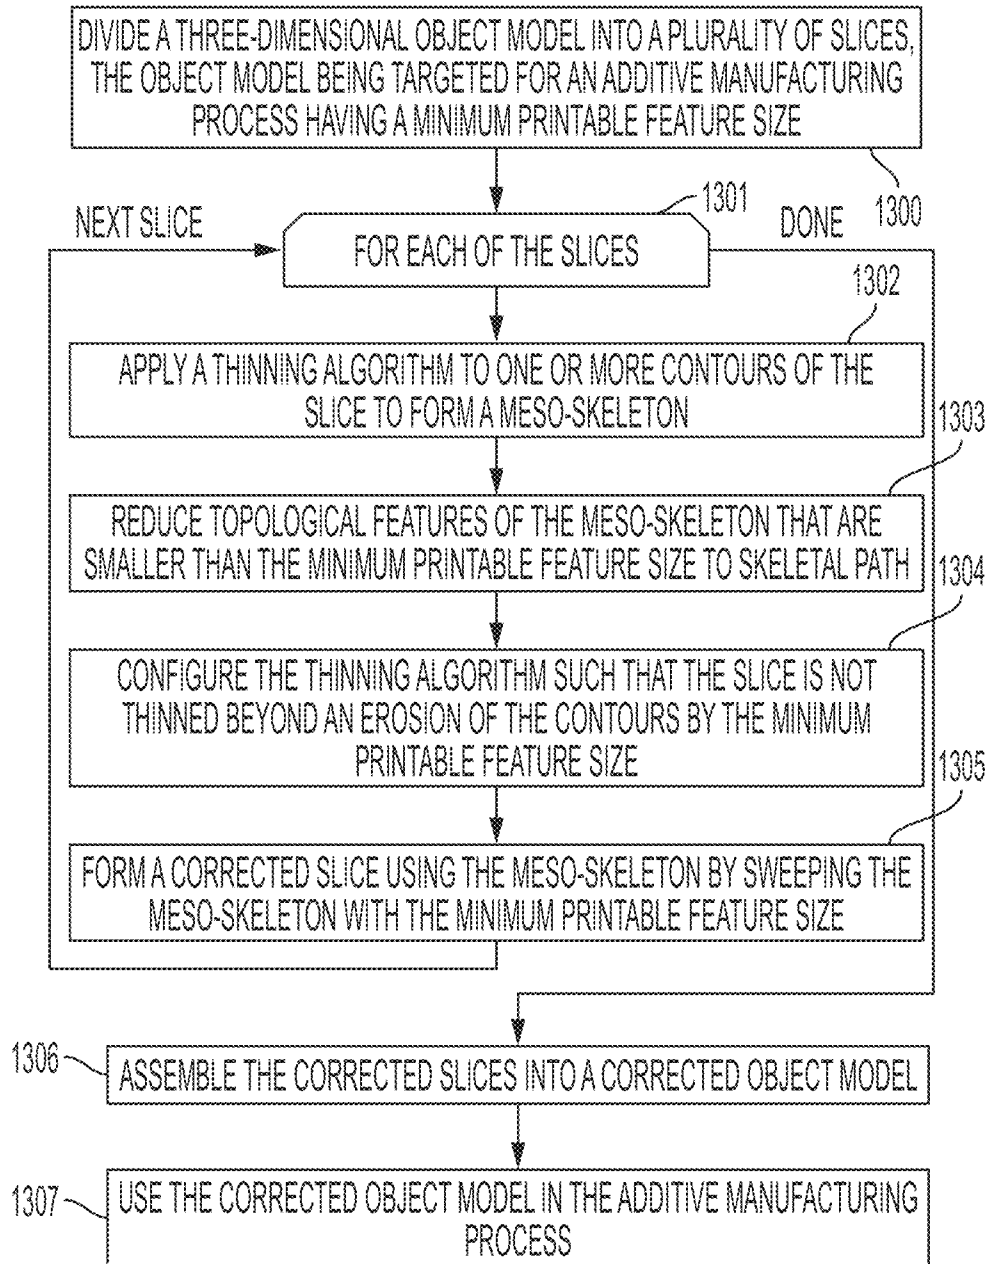 DIVIDE A THREE-DIMENSIONAL OBJECT MODEL INTO A PLURALITY OF SLICES,
THE OBJECT MODEL BEING TARGETED FOR AN ADDITIVE MANUFACTURING
PROCESS HAVING A MINIMUM PRINTABLE FEATURE SIZE
1300
1301
NEXT SLICE
FOR EACH OF THE SLICES
DONE
1302
APPLY A THINNING ALGORITHM TO ONE OR MORE CONTOURS OF THE
SLICE TO FORM A MESO-SKELETON
1303
REDUCE TOPOLOGICAL FEATURES OF THE MESO-SKELETON THAT ARE
SMALLER THAN THE MINIMUM PRINTABLE FEATURE SIZE TO SKELETAL PATH
1304
CONFIGURE THE THINNING ALGORITHM SUCH THAT THE SLICE IS NOT
THINNED BEYOND AN EROSION OF THE CONTOURS BY THE MINIMUM
PRINTABLE FEATURE SIZE
1305
FORM A CORRECTED SLICE USING THE MESO-SKELETON BY SWEEPING THE
MESO-SKELETON WITH THE MINIMUM PRINTABLE FEATURE SIZE
1306
ASSEMBLE THE CORRECTED SLICES INTO A CORRECTED OBJECT MODEL
1307
USE THE CORRECTED OBJECT MODEL IN THE ADDITIVE MANUFACTURING
PROCESS